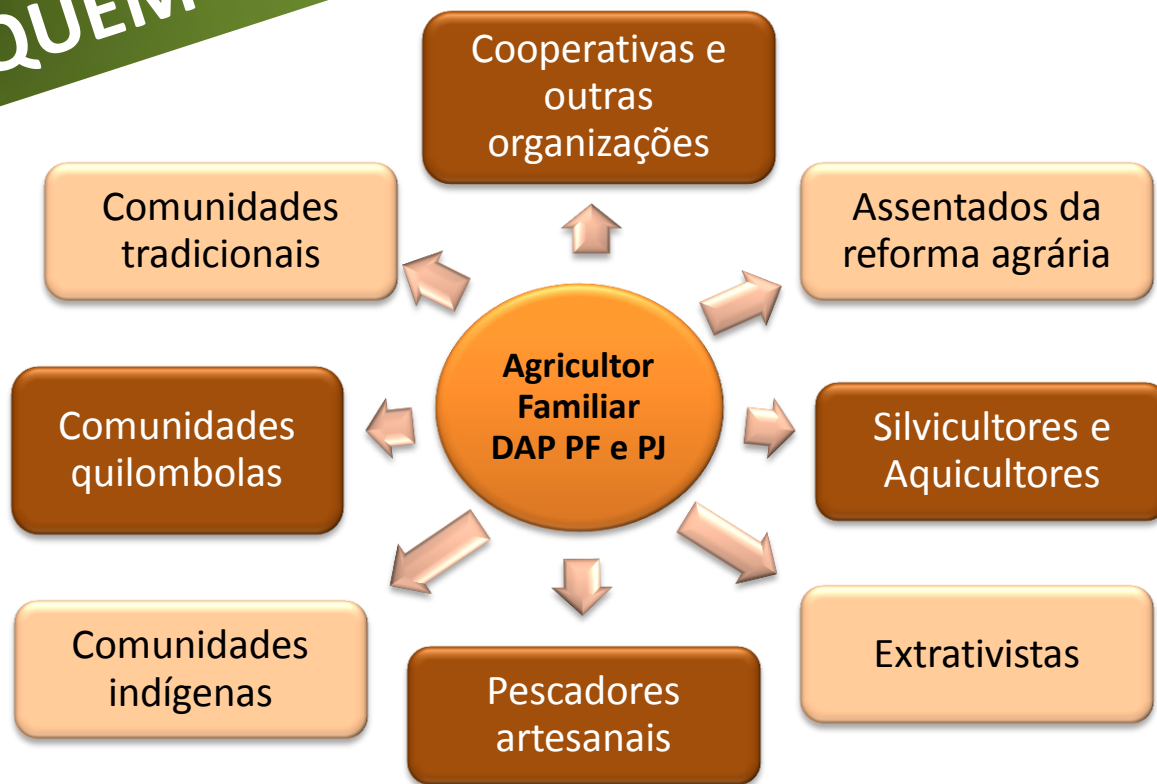 QUEM
Cooperativas e
outras
organizações
Comunidades
tradicionais
Assentados da
reforma agrária
Agricultor
Familiar
DAP PF e PJ
Comunidades
quilombolas
Silvicultores e
Aquicultores
Comunidades
indígenas
Pescadores
artesanais
Extrativistas